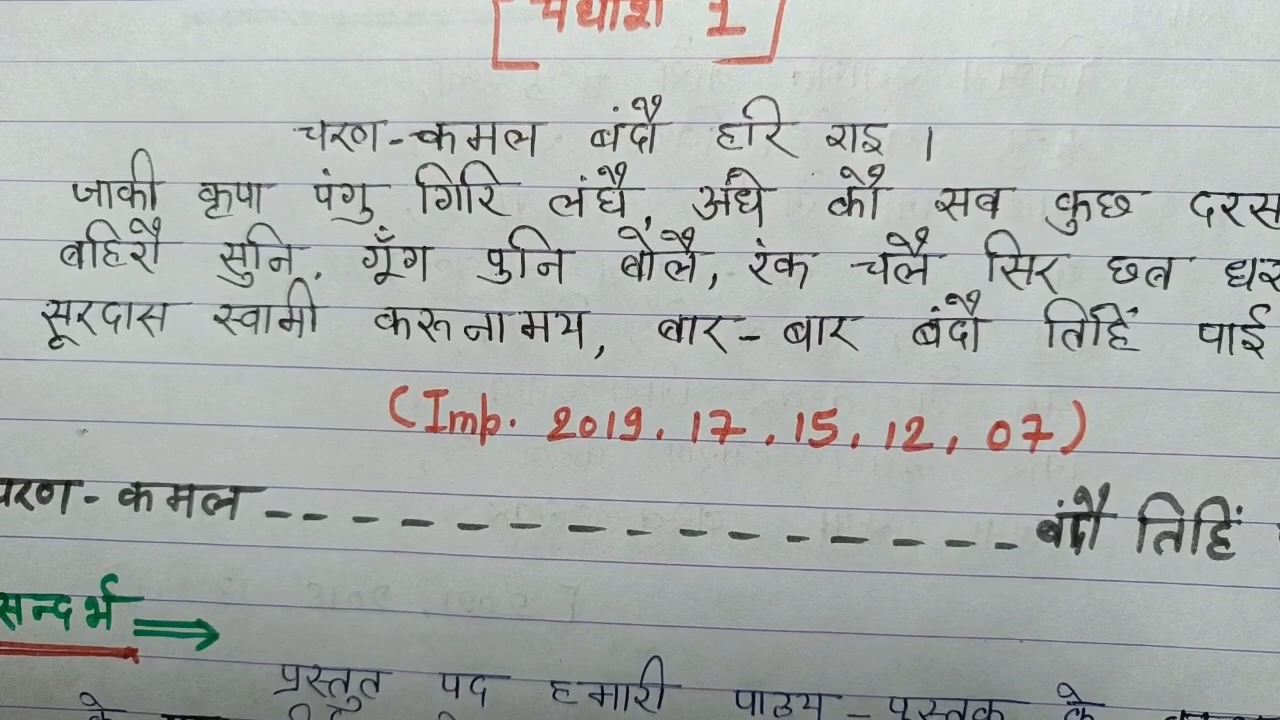 [पद्यांश 1]
चरण-कमल बंदौ हरि राइ ।
जाकी कृपा पंगु गिरि लंघै, अंधे कौ सब कुछ दरस
बहिरौ सुनि, गूँग पुनि बोलै, रंक चलै सिर छत्र धर
सूरदास स्वामी करुनामय, बार-बार बंदौ तिहिं पाई
(Imp. 2019. 17. 15. 12, 07)
चरण-कमल -------------- बंदौ तिहिं
सन्दर्भ ⇒
प्रस्तुत पद हमारी पाठ्य-पुस्तक के
के